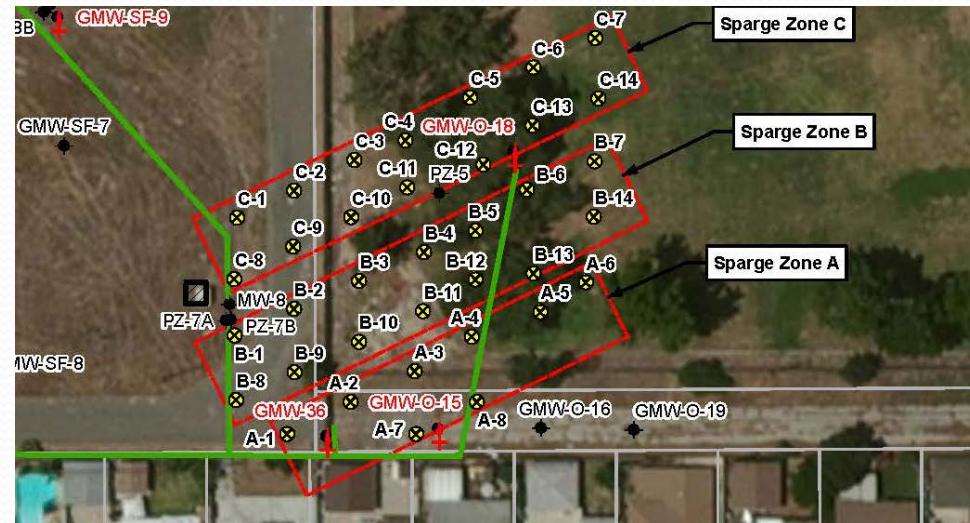 BB
GMW-SF-9
C-7
Sparge Zone C
C-6
C-5
C-14
C-4
GMW-O-18
C-13
GMW-SF-7
C-3
C-12
B-7
Sparge Zone B
C-2
C-11
PZ-5
B-6
C-1
C-10
B-5
B-14
C-9
B-4
C-8
B-3
B-12
B-13
A-6
Sparge Zone A
MW-8
B-2
B-11
A-5
PZ-7A
PZ-7B
B-10
A-4
B-1
MW-SF-8
B-9
A-3
B-8
A-2
GMW-36
GMW-O-15
GMW-O-16
GMW-O-19
A-1
A-7
A-8